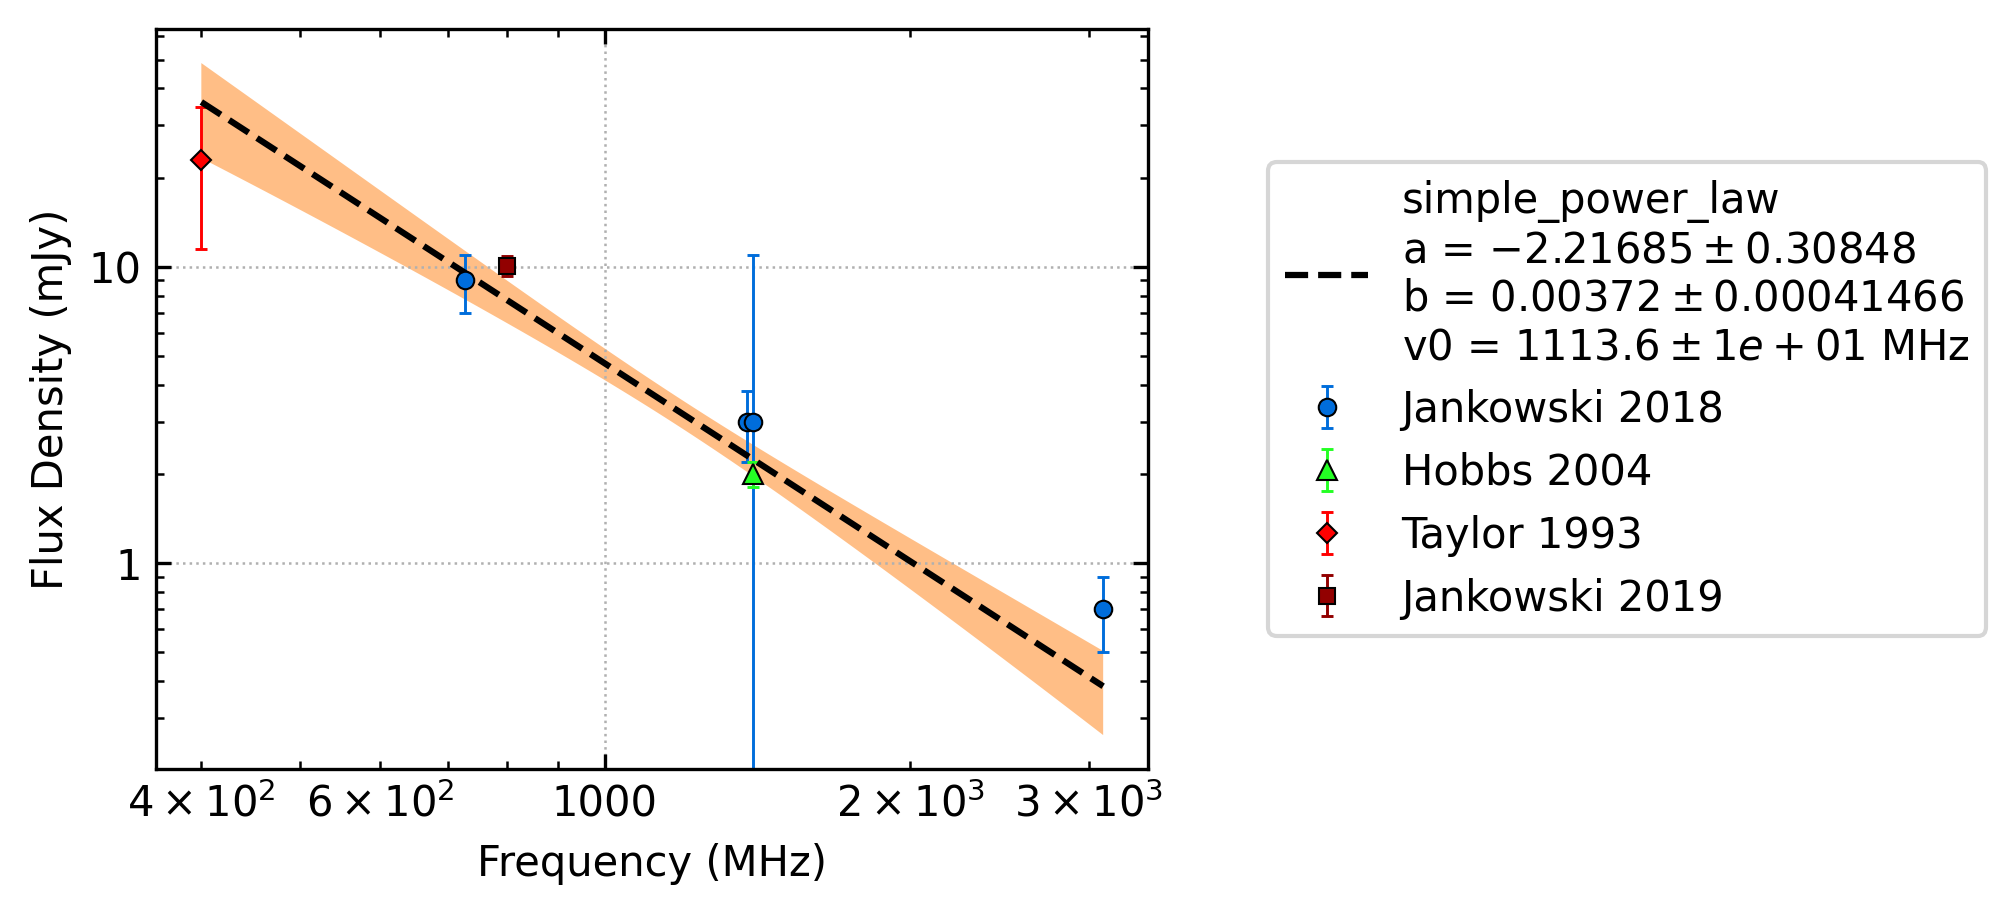 Flux Density (mJy)
10
1
4 × 10²
6 × 10²
1000
2 × 10³
3 × 10³
Frequency (MHz)
simple_power_law
a = −2.21685 ± 0.30848
b = 0.00372 ± 0.00041466
v0 = 1113.6 ± 1e + 01 MHz
Jankowski 2018
Hobbs 2004
Taylor 1993
Jankowski 2019